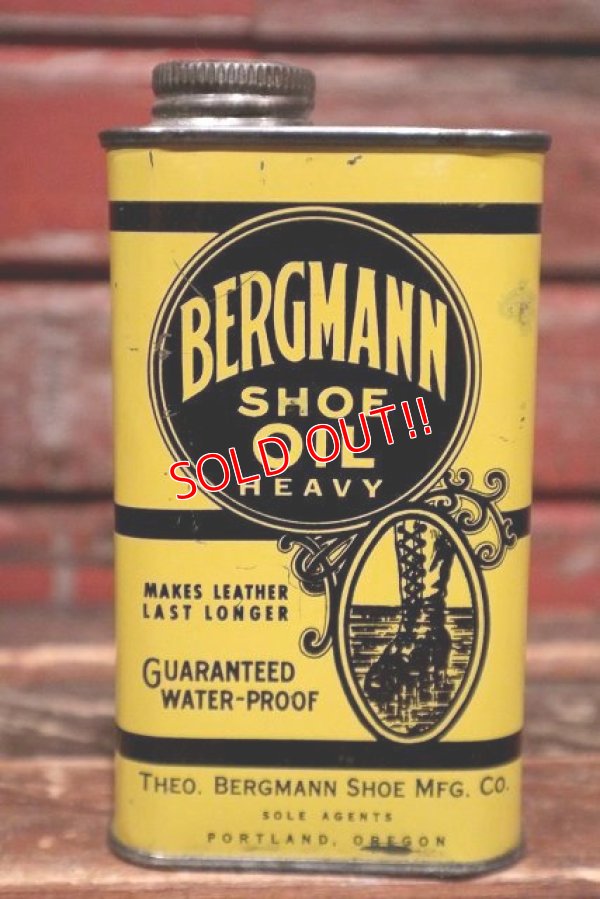 BERGMANN
SHOE
OIL
SOLD OUT!!
HEAVY
MAKES LEATHER
LAST LONGER
GUARANTEED
WATER-PROOF
THEO. BERGMANN SHOE MFG. CO.
SOLE AGENTS
PORTLAND, OREGON